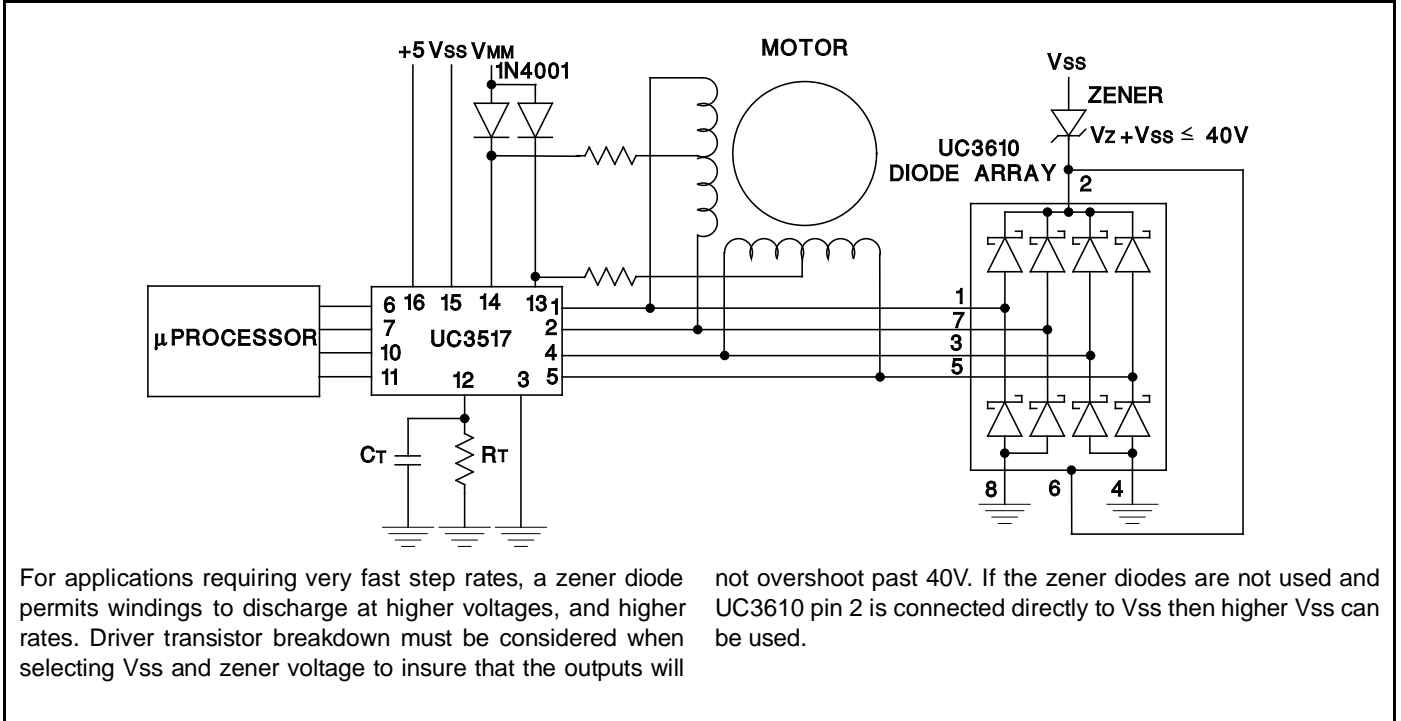 +5 Vss VMM
1N4001
MOTOR
Vss
ZENER
Vz +Vss ≤ 40V
UC3610
DIODE ARRAY
2
μPROCESSOR
6 16 15 14 13 1
7 UC3517 2
10 4
11 12 3 5
1
7
3
5
CT
RT
8 6 4
For applications requiring very fast step rates, a zener diode
permits windings to discharge at higher voltages, and higher
rates. Driver transistor breakdown must be considered when
selecting Vss and zener voltage to insure that the outputs will
not overshoot past 40V. If the zener diodes are not used and
UC3610 pin 2 is connected directly to Vss then higher Vss can
be used.